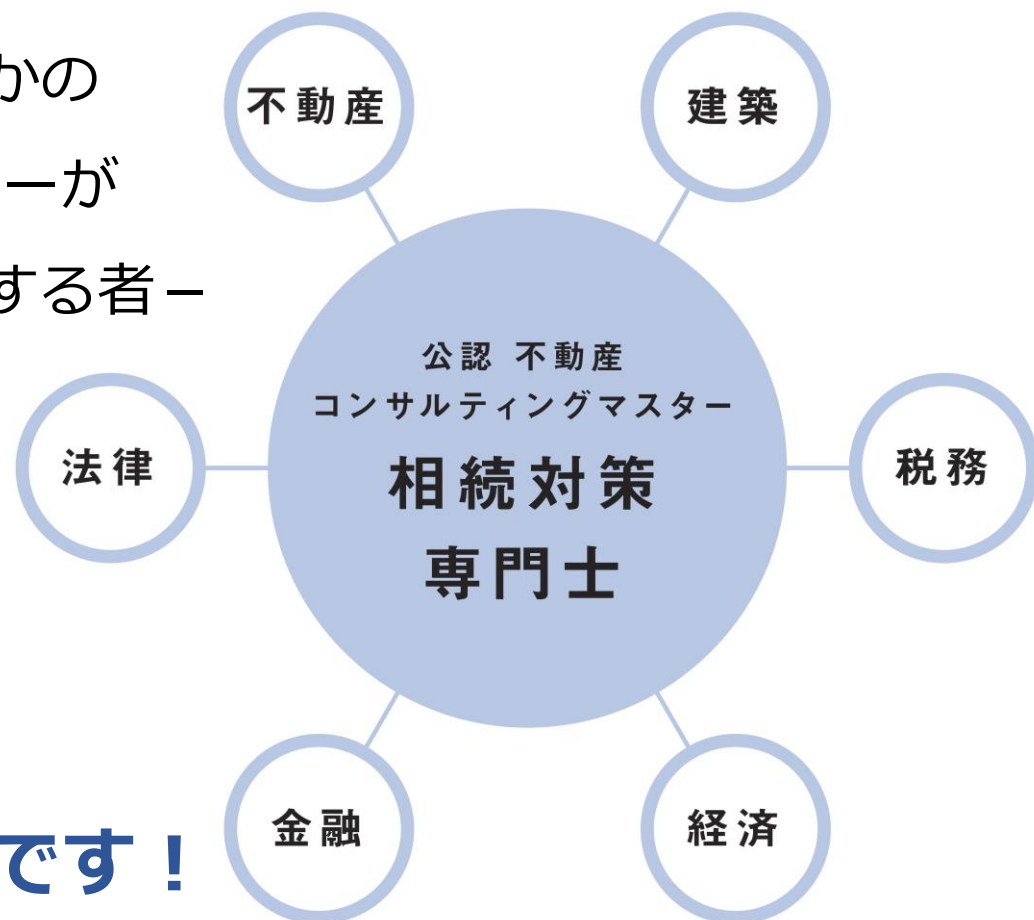 かの
ーが
する者－
不動産
建築
公認 不動産
コンサルティングマスター
相続対策
専門士
法律
税務
金融
経済
です！